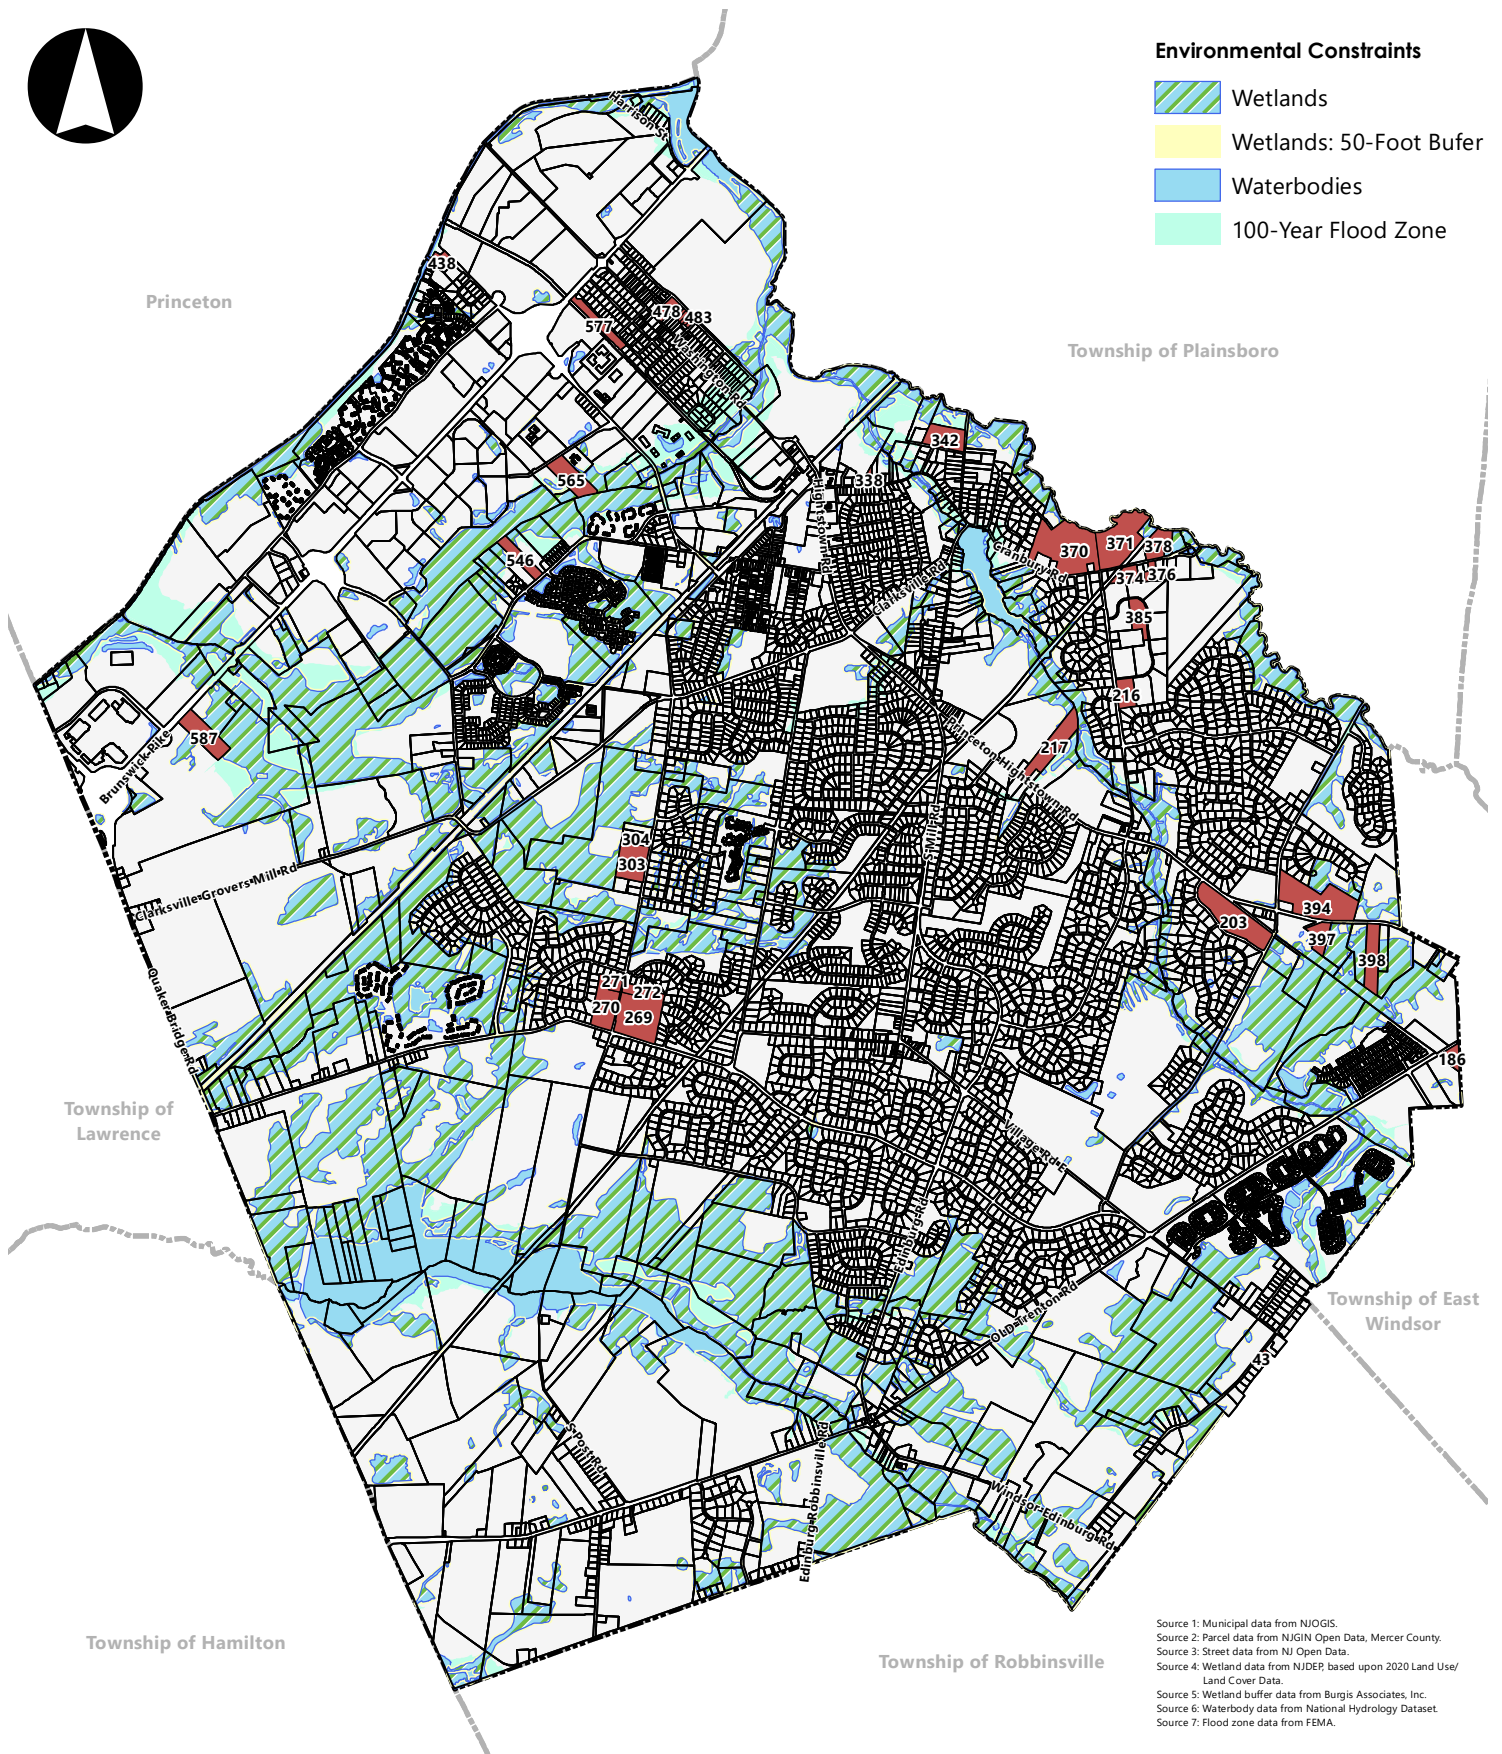 Environmental Constraints
Wetlands
Wetlands: 50-Foot Bufer
Waterbodies
100-Year Flood Zone
Harrison St
438
Princeton
577
478
483
Washington Rd
Township of Plainsboro
342
565
338
Hightstown Rd
546
370
371
378
Cranbury Rd
374
376
Clarksville Rd
385
216
587
Brunswick Pike
217
Princeton Hightstown Rd
304
303
S Mill Rd
Clarksville Grovers Mill Rd
203
394
397
398
271
272
270
269
Quaker Bridge Rd
186
Township of
Lawrence
Village Rd E
Edinburg Rd
OLD Trenton Rd
Township of East
Windsor
43
S Post Rd
Edinburg Robbinsville Rd
Windsor Edinburg Rd
Township of Hamilton
Township of Robbinsville
Source 1: Municipal data from NJOGIS.
Source 2: Parcel data from NJGIN Open Data, Mercer County.
Source 3: Street data from NJ Open Data.
Source 4: Wetland data from NJDEP, based upon 2020 Land Use/
Land Cover Data.
Source 5: Wetland buffer data from Burgis Associates, Inc.
Source 6: Waterbody data from National Hydrology Dataset.
Source 7: Flood zone data from FEMA.